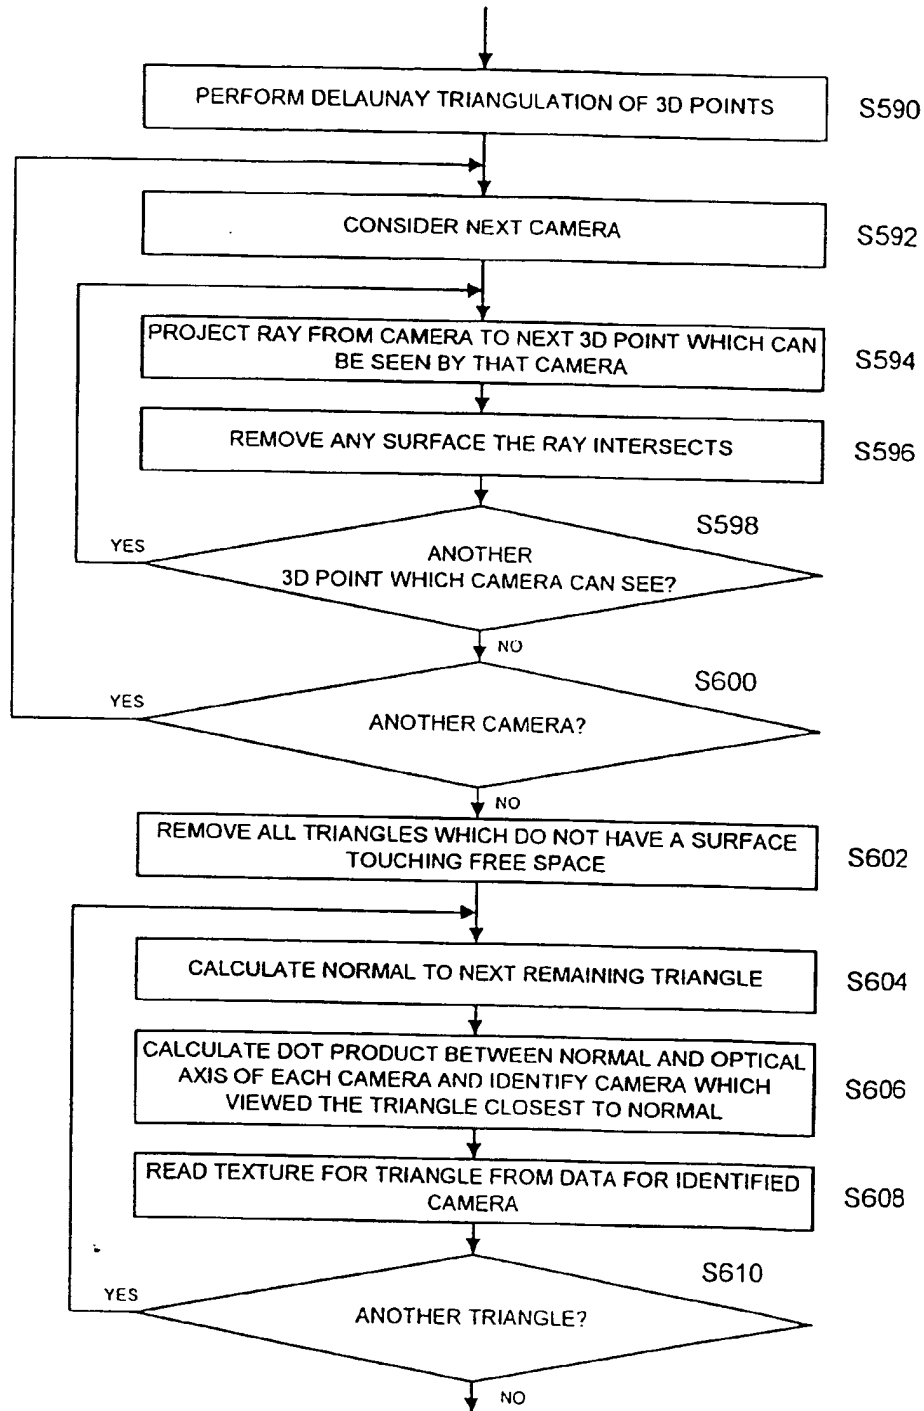 PERFORM DELAUNAY TRIANGULATION OF 3D POINTS
S590
CONSIDER NEXT CAMERA
S592
PROJECT RAY FROM CAMERA TO NEXT 3D POINT WHICH CAN
BE SEEN BY THAT CAMERA
S594
REMOVE ANY SURFACE THE RAY INTERSECTS
S596
S598
YES
ANOTHER
3D POINT WHICH CAMERA CAN SEE?
NO
S600
YES
ANOTHER CAMERA?
NO
REMOVE ALL TRIANGLES WHICH DO NOT HAVE A SURFACE
TOUCHING FREE SPACE
S602
CALCULATE NORMAL TO NEXT REMAINING TRIANGLE
S604
CALCULATE DOT PRODUCT BETWEEN NORMAL AND OPTICAL
AXIS OF EACH CAMERA AND IDENTIFY CAMERA WHICH
VIEWED THE TRIANGLE CLOSEST TO NORMAL
S606
READ TEXTURE FOR TRIANGLE FROM DATA FOR IDENTIFIED
CAMERA
S608
S610
YES
ANOTHER TRIANGLE?
NO